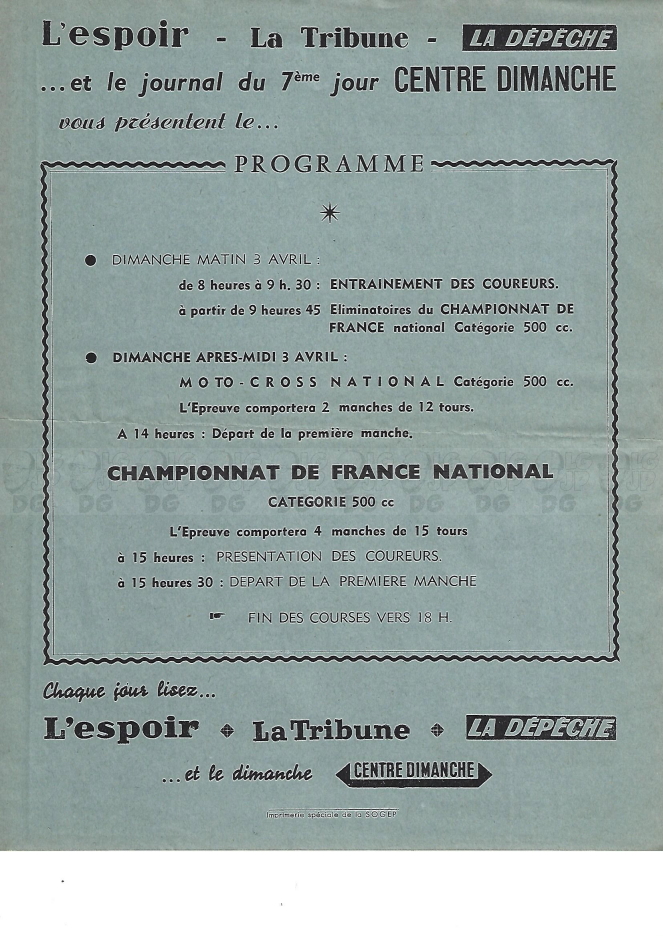 L'espoir - La Tribune - LA DÉPÊCHE
...et le journal du 7ème jour CENTRE DIMANCHE
vous présentent le...
PROGRAMME
● DIMANCHE MATIN 3 AVRIL :
de 8 heures à 9 h. 30 : ENTRAINEMENT DES COUREURS.
à partir de 9 heures 45 Eliminatoires du CHAMPIONNAT DE
FRANCE national Catégorie 500 cc.
● DIMANCHE APRES-MIDI 3 AVRIL :
MOTO-CROSS NATIONAL Catégorie 500 cc.
L'Epreuve comportera 2 manches de 12 tours.
A 14 heures : Départ de la première manche.
CHAMPIONNAT DE FRANCE NATIONAL
CATEGORIE 500 cc
L'Epreuve comportera 4 manches de 15 tours
à 15 heures : PRESENTATION DES COUREURS.
à 15 heures 30 : DEPART DE LA PREMIERE MANCHE
☛ FIN DES COURSES VERS 18 H.
Chaque jour lisez...
L'espoir La Tribune LA DÉPÊCHE
...et le dimanche CENTRE DIMANCHE
Imprimerie spéciale de la SOGEP